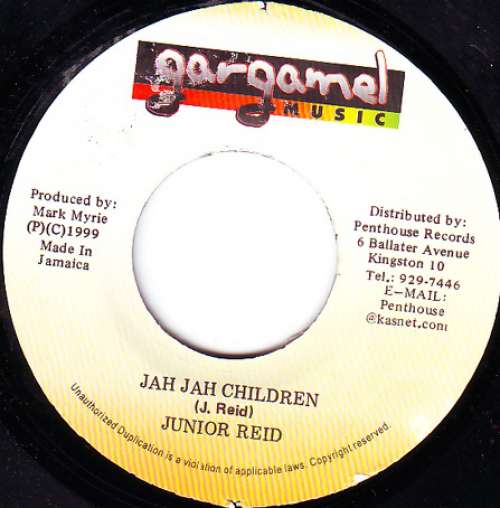 gargamel
MUSIC
Produced by:
Mark Myrie
(P)(C)1999
Made In
Jamaica
Distributed by:
Penthouse Records
6 Ballater Avenue
Kingston 10
Tel.: 929-7446
E-MAIL:
Penthouse
@kasnet.com
JAH JAH CHILDREN
(J. Reid)
JUNIOR REID
Unauthorized Duplication is a violation of applicable laws. Copyright reserved.